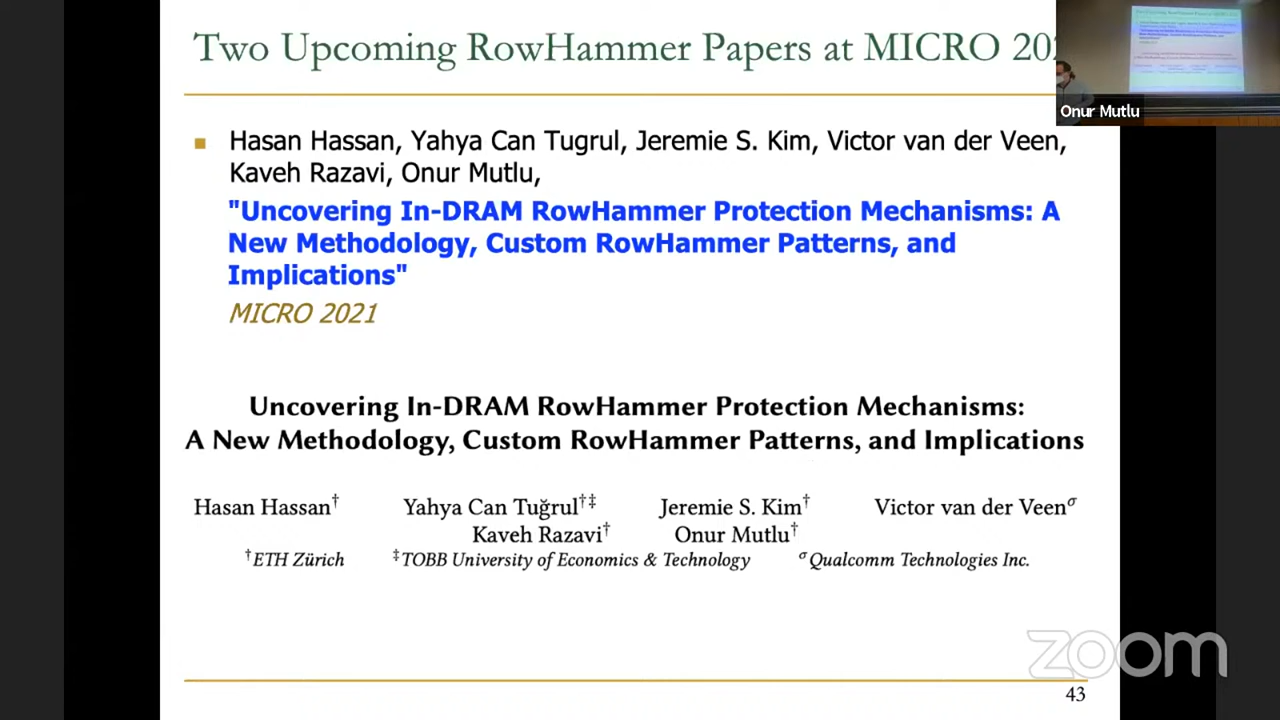 Two Upcoming RowHammer Papers at MICRO 202
Onur Mutlu
Hasan Hassan, Yahya Can Tugrul, Jeremie S. Kim, Victor van der Veen,
Kaveh Razavi, Onur Mutlu,
"Uncovering In-DRAM RowHammer Protection Mechanisms: A
New Methodology, Custom RowHammer Patterns, and
Implications"
MICRO 2021
Uncovering In-DRAM RowHammer Protection Mechanisms:
A New Methodology, Custom RowHammer Patterns, and Implications
Hasan Hassan† Yahya Can Tuğrul†‡ Jeremie S. Kim† Victor van der Veenσ
Kaveh Razavi† Onur Mutlu†
†ETH Zürich ‡TOBB University of Economics & Technology σQualcomm Technologies Inc.
zoom
43